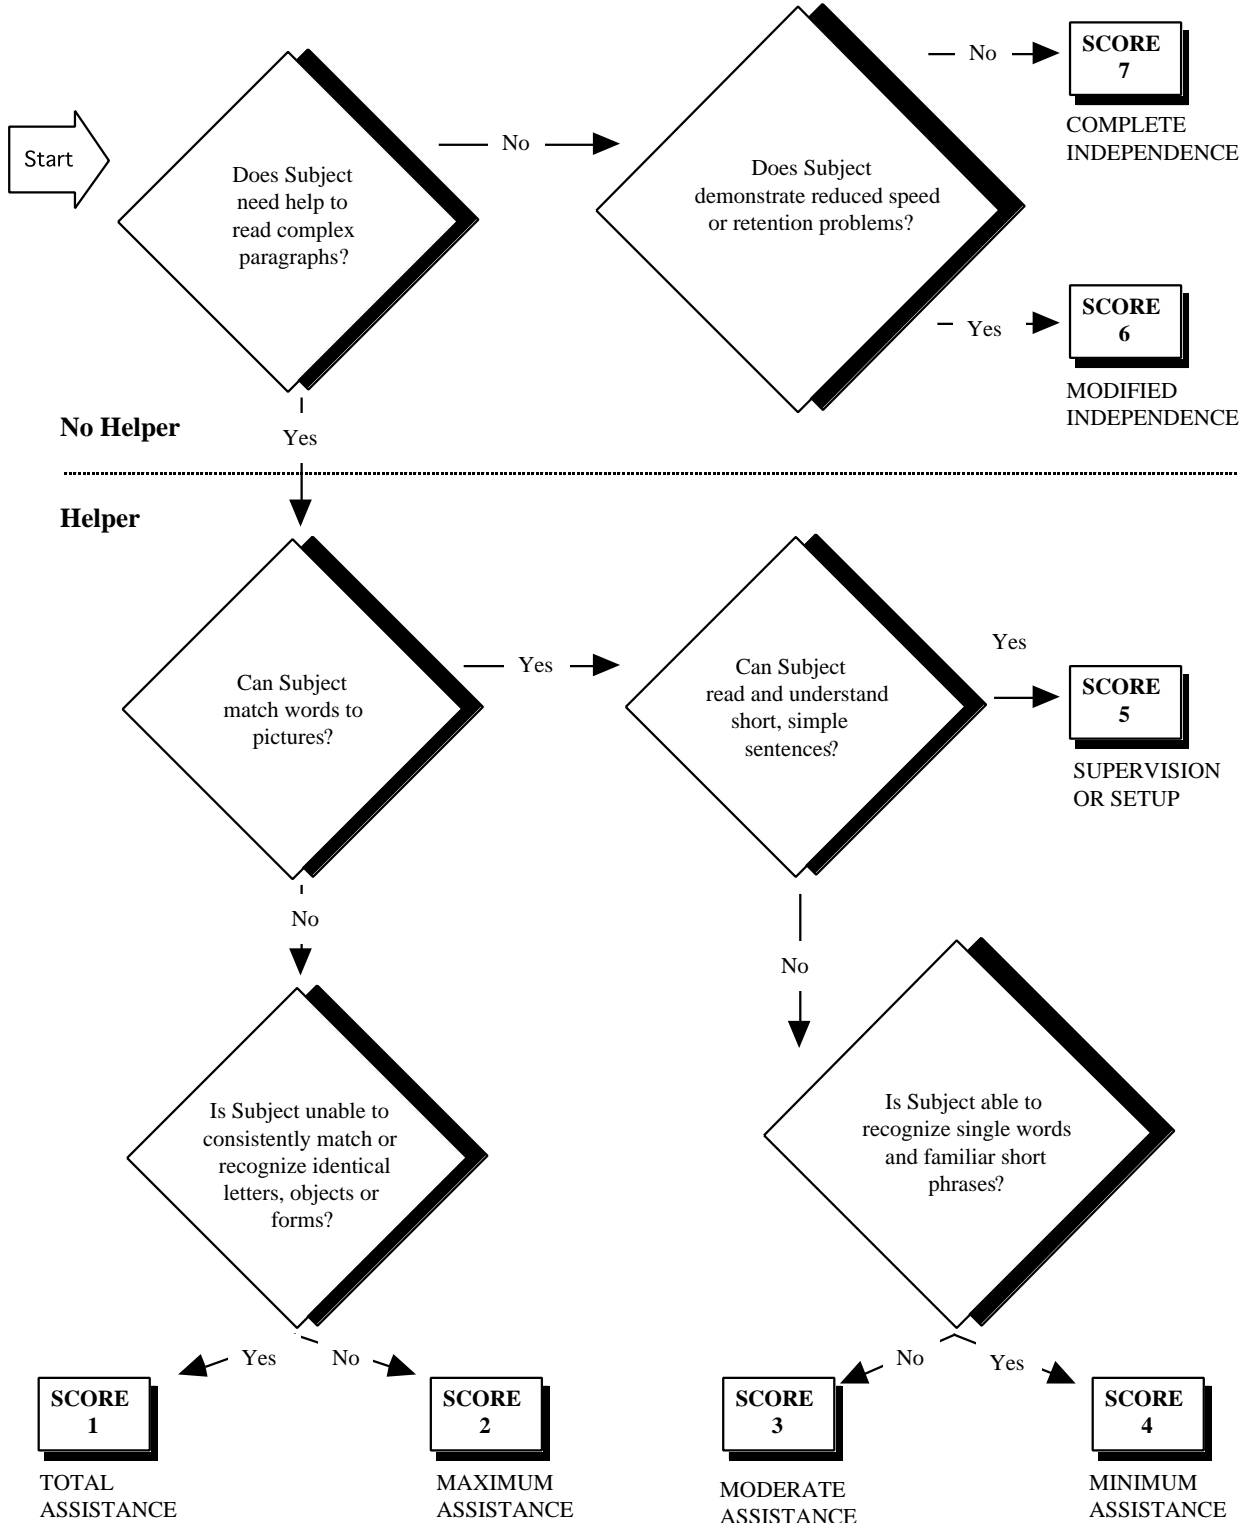 Start
Does Subject
need help to
read complex
paragraphs?
No
Does Subject
demonstrate reduced speed
or retention problems?
No
SCORE
7
COMPLETE
INDEPENDENCE
Yes
SCORE
6
MODIFIED
INDEPENDENCE
No Helper
Yes
Helper
Can Subject
match words to
pictures?
Yes
Can Subject
read and understand
short, simple
sentences?
Yes
SCORE
5
SUPERVISION
OR SETUP
No
No
Is Subject unable to
consistently match or
recognize identical
letters, objects or
forms?
Is Subject able to
recognize single words
and familiar short
phrases?
Yes
No
No
Yes
SCORE
1
TOTAL
ASSISTANCE
SCORE
2
MAXIMUM
ASSISTANCE
SCORE
3
MODERATE
ASSISTANCE
SCORE
4
MINIMUM
ASSISTANCE